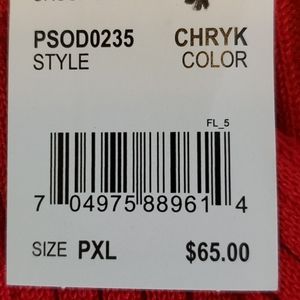 PSOD0235 CHRYK
STYLE COLOR
FL_5
7 04975 88961 4
SIZE PXL $65.00